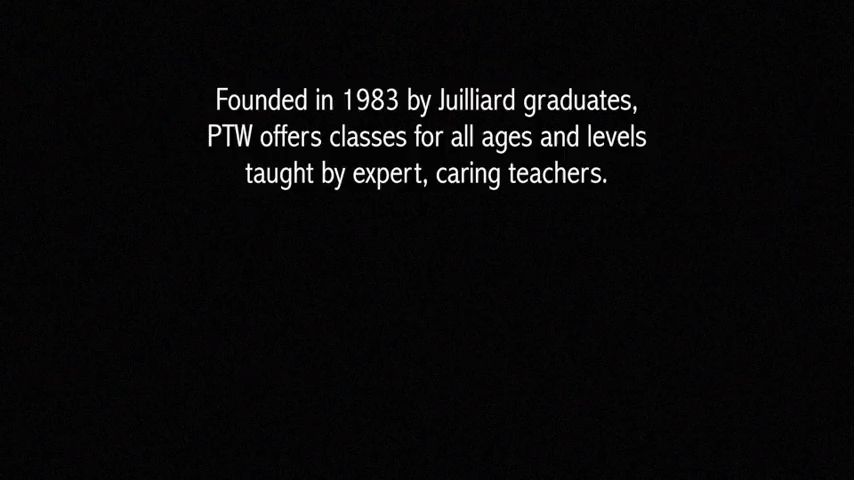 Founded in 1983 by Juilliard graduates,
PTW offers classes for all ages and levels
taught by expert, caring teachers.